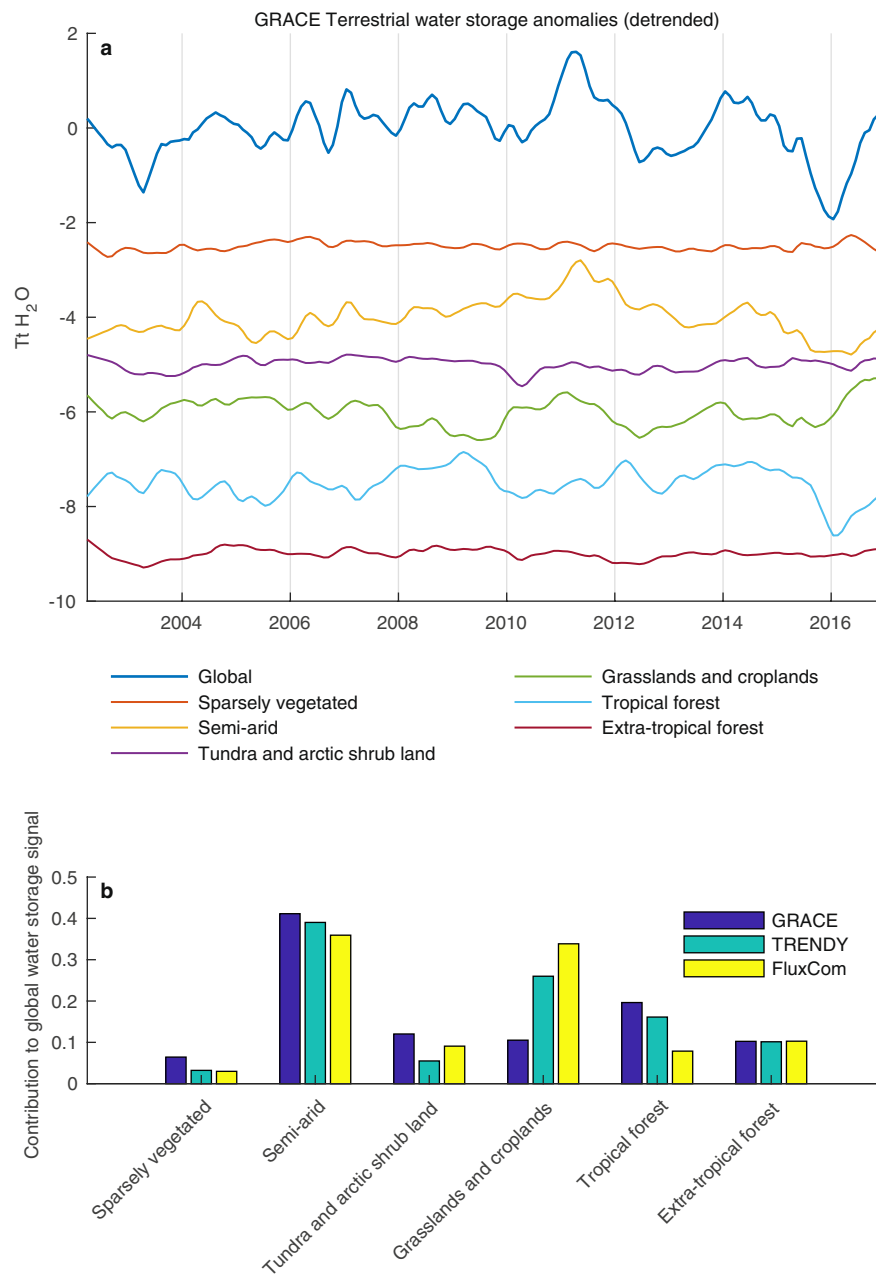 GRACE Terrestrial water storage anomalies (detrended)
a
2
0
-2
-4
-6
-8
-10
Tt H2 O
2004 2006 2008 2010 2012 2014 2016
Global
Sparsely vegetated
Semi-arid
Tundra and arctic shrub land
Grasslands and croplands
Tropical forest
Extra-tropical forest
b
Contribution to global water storage signal
0.5
0.4
0.3
0.2
0.1
0
GRACE
TRENDY
FluxCom
Sparsely vegetated
Semi-arid
Tundra and arctic shrub land
Grasslands and croplands
Tropical forest
Extra-tropical forest